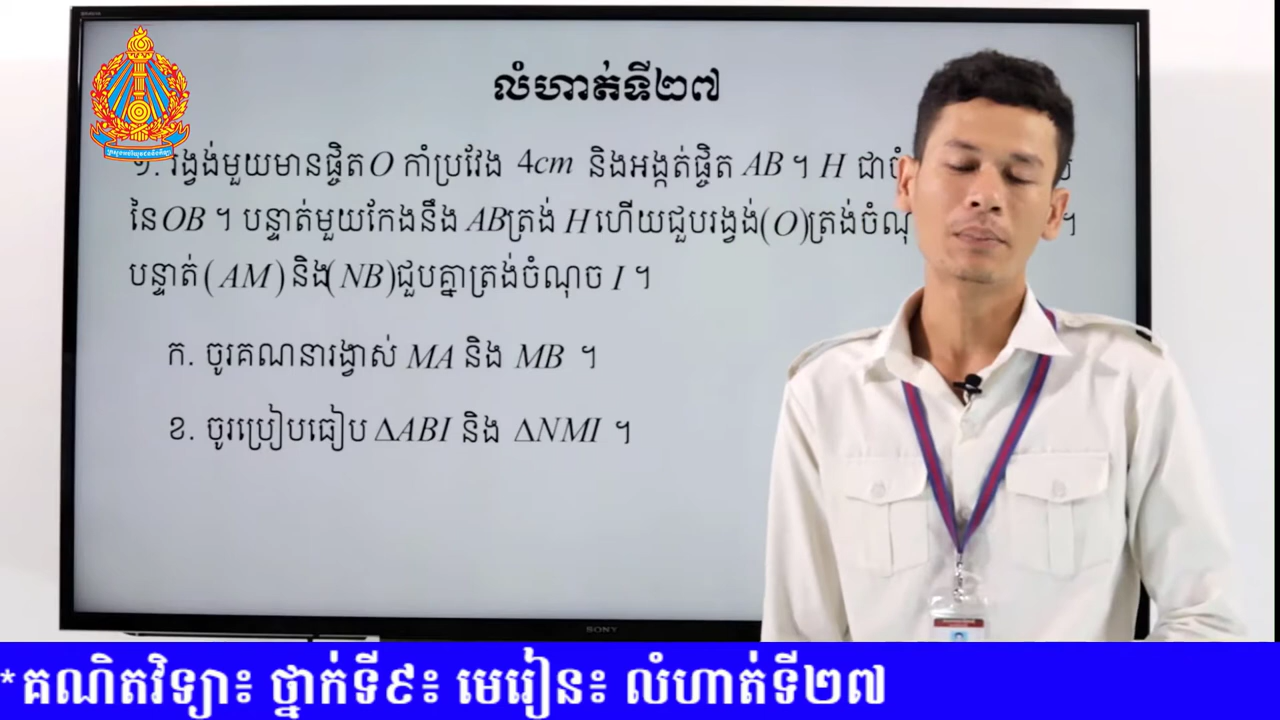 លំហាត់ទី២៧
១. រង្វង់មួយមានផ្ចិត O កាំប្រវែង 4cm និងអង្កត់ផ្ចិត AB ។ H ជា
នៃ OB ។ បន្ទាត់មួយកែងនឹង AB ត្រង់ H ហើយជួបរង្វង់(O)ត្រង់ ។
បន្ទាត់(AM)និង(NB)ជួបគ្នាត្រង់ចំណុច I ។
ក. ចូរគណនារង្វាស់ MA និង MB ។
ខ. ចូរប្រៀបធៀប ΔABI និង ΔNMI ។
SONY
*គណិតវិទ្យា៖ ថ្នាក់ទី៩៖ មេរៀន៖ លំហាត់ទី២៧